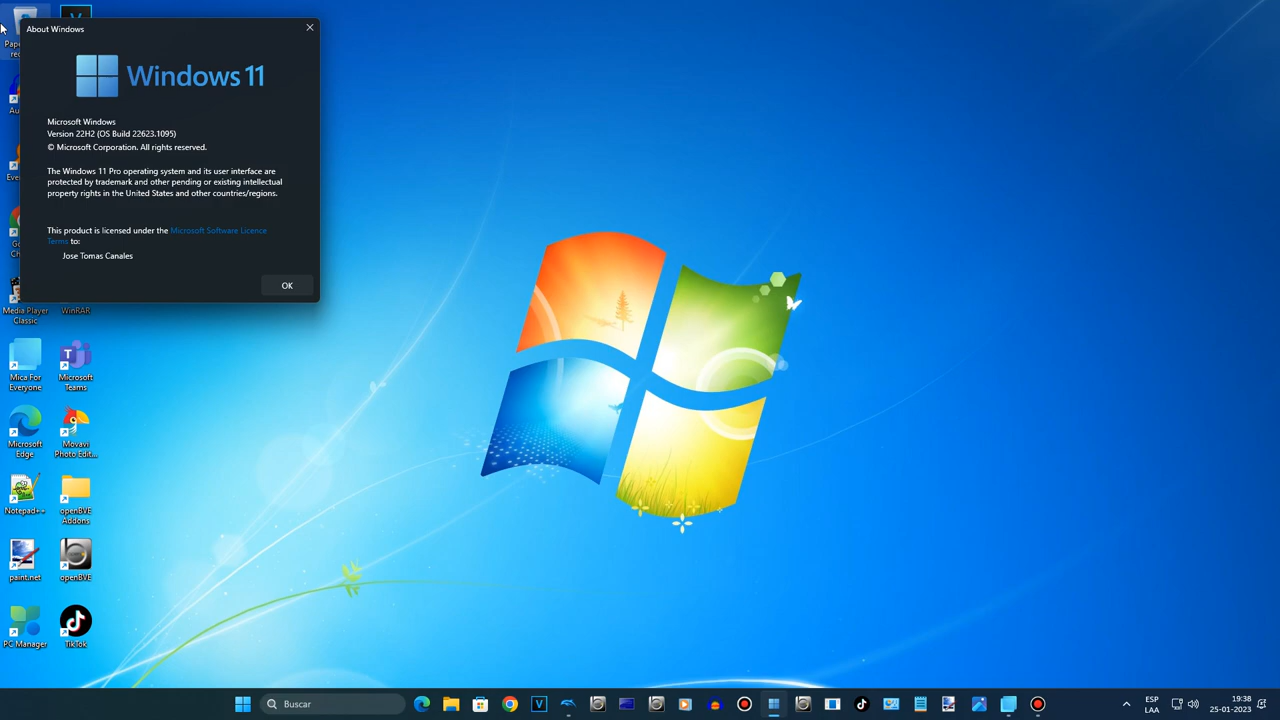 About Windows
Windows 11
Microsoft Windows
Version 22H2 (OS Build 22623.1095)
© Microsoft Corporation. All rights reserved.
The Windows 11 Pro operating system and its user interface are
protected by trademark and other pending or existing intellectual
property rights in the United States and other countries/regions.
This product is licensed under the Microsoft Software Licence
Terms to:
Jose Tomas Canales
OK
Media Player
Classic
WinRAR
Mica For
Everyone
Microsoft
Teams
Microsoft
Edge
Movavi
Photo Edit...
Notepad++
openBVE
Addons
paint.net
openBVE
PC Manager
TikTok
Buscar
ESP
LAA
19:38
25-01-2023